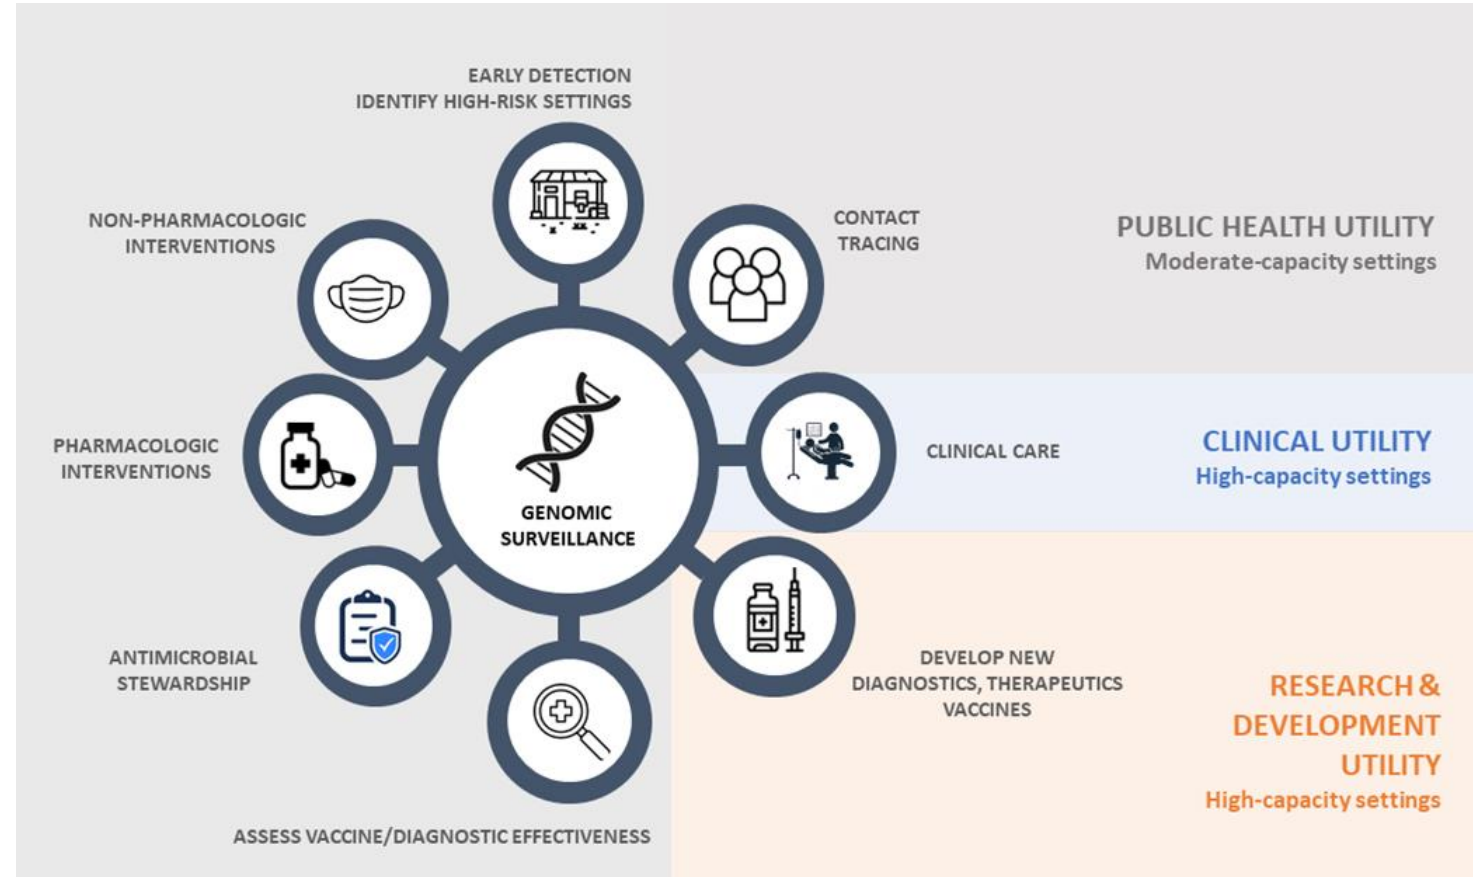 EARLY DETECTION
IDENTIFY HIGH-RISK SETTINGS
NON-PHARMACOLOGIC
INTERVENTIONS
CONTACT
TRACING
PUBLIC HEALTH UTILITY
Moderate-capacity settings
PHARMACOLOGIC
INTERVENTIONS
GENOMIC
SURVEILLANCE
CLINICAL CARE
CLINICAL UTILITY
High-capacity settings
ANTIMICROBIAL
STEWARDSHIP
DEVELOP NEW
DIAGNOSTICS, THERAPEUTICS
VACCINES
RESEARCH &
DEVELOPMENT
UTILITY
High-capacity settings
ASSESS VACCINE/DIAGNOSTIC EFFECTIVENESS